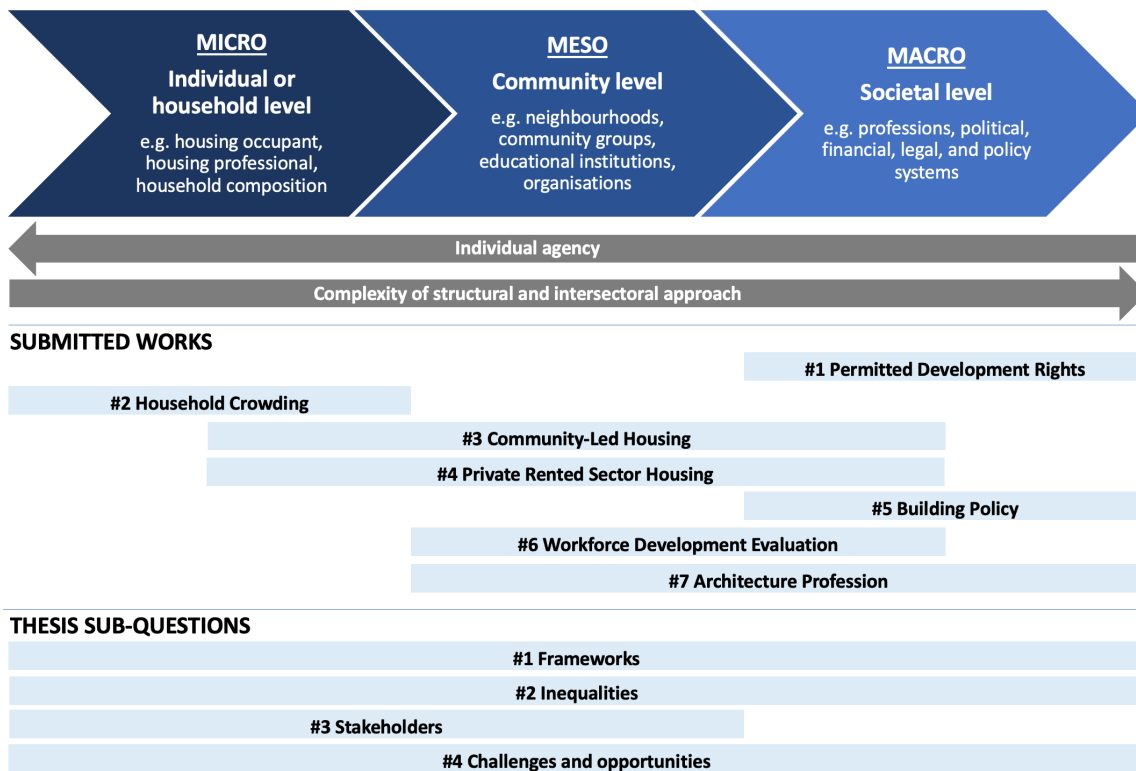 MICRO
Individual or
household level
e.g. housing occupant,
housing professional,
household composition
MESO
Community level
e.g. neighbourhoods,
community groups,
educational institutions,
organisations
MACRO
Societal level
e.g. professions, political,
financial, legal, and policy
systems
Individual agency
Complexity of structural and intersectoral approach
SUBMITTED WORKS
#1 Permitted Development Rights
#2 Household Crowding
#3 Community-Led Housing
#4 Private Rented Sector Housing
#5 Building Policy
#6 Workforce Development Evaluation
#7 Architecture Profession
THESIS SUB-QUESTIONS
#1 Frameworks
#2 Inequalities
#3 Stakeholders
#4 Challenges and opportunities